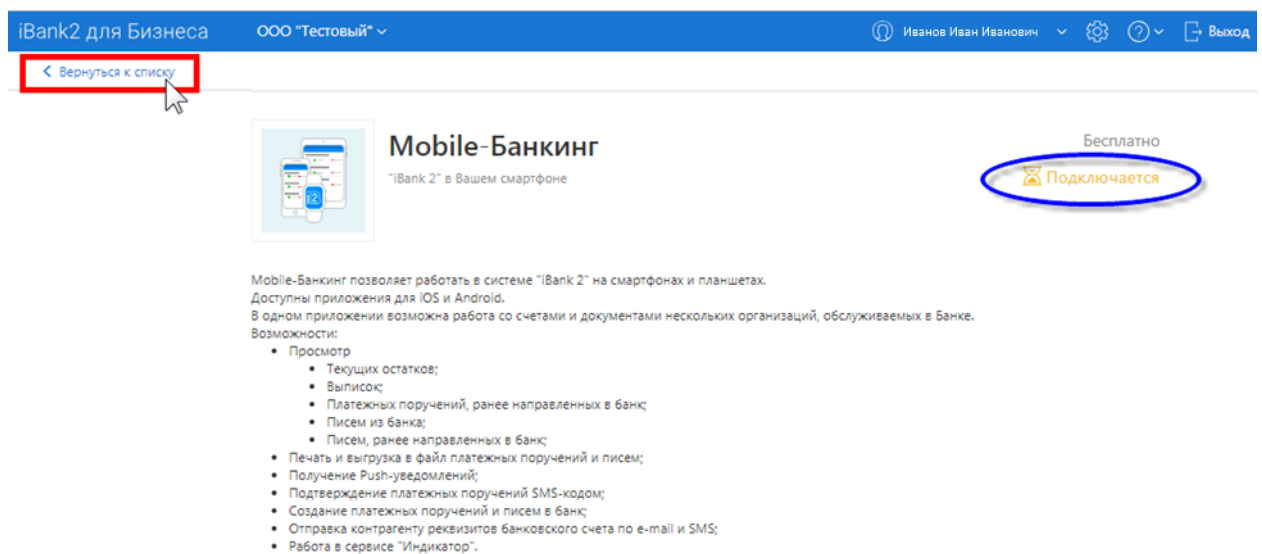 iBank2 для Бизнеса ООО "Тестовый" Иванов Иван Иванович Выход
Вернуться к списку
Mobile-Банкинг
"iBank 2" в Вашем смартфоне
Бесплатно
Подключается
Mobile-Банкинг позволяет работать в системе "iBank 2" на смартфонах и планшетах.
Доступны приложения для iOS и Android.
В одном приложении возможна работа со счетами и документами нескольких организаций, обслуживаемых в Банке.
Возможности:
• Просмотр
• Текущих остатков;
• Выписок;
• Платежных поручений, ранее направленных в банк;
• Писем из банка;
• Писем, ранее направленных в банк;
• Печать и выгрузка в файл платежных поручений и писем;
• Получение Push-уведомлений;
• Подтверждение платежных поручений SMS-кодом;
• Создание платежных поручений и писем в банк;
• Отправка контрагенту реквизитов банковского счета по e-mail и SMS;
• Работа в сервисе "Индикатор".